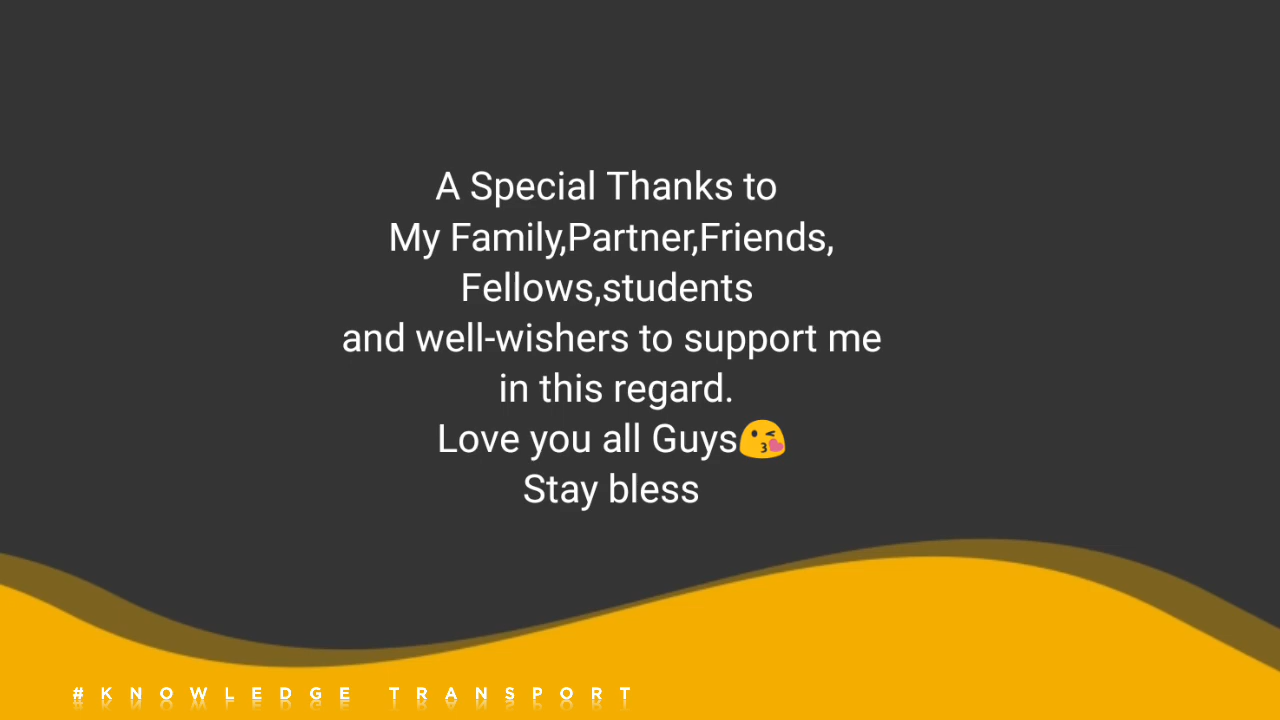 A Special Thanks to
My Family,Partner,Friends,
Fellows,students
and well-wishers to support me
in this regard.
Love you all Guys😘
Stay bless
#KNOWLEDGE TRANSPORT